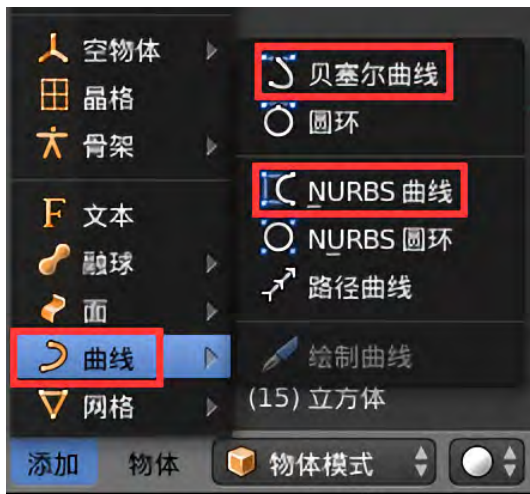 空物体
晶格
骨架
文本
融球
面
曲线
网格
贝塞尔曲线
圆环
NURBS 曲线
NURBS 圆环
路径曲线
绘制曲线
(15) 立方体
添加 物体 物体模式